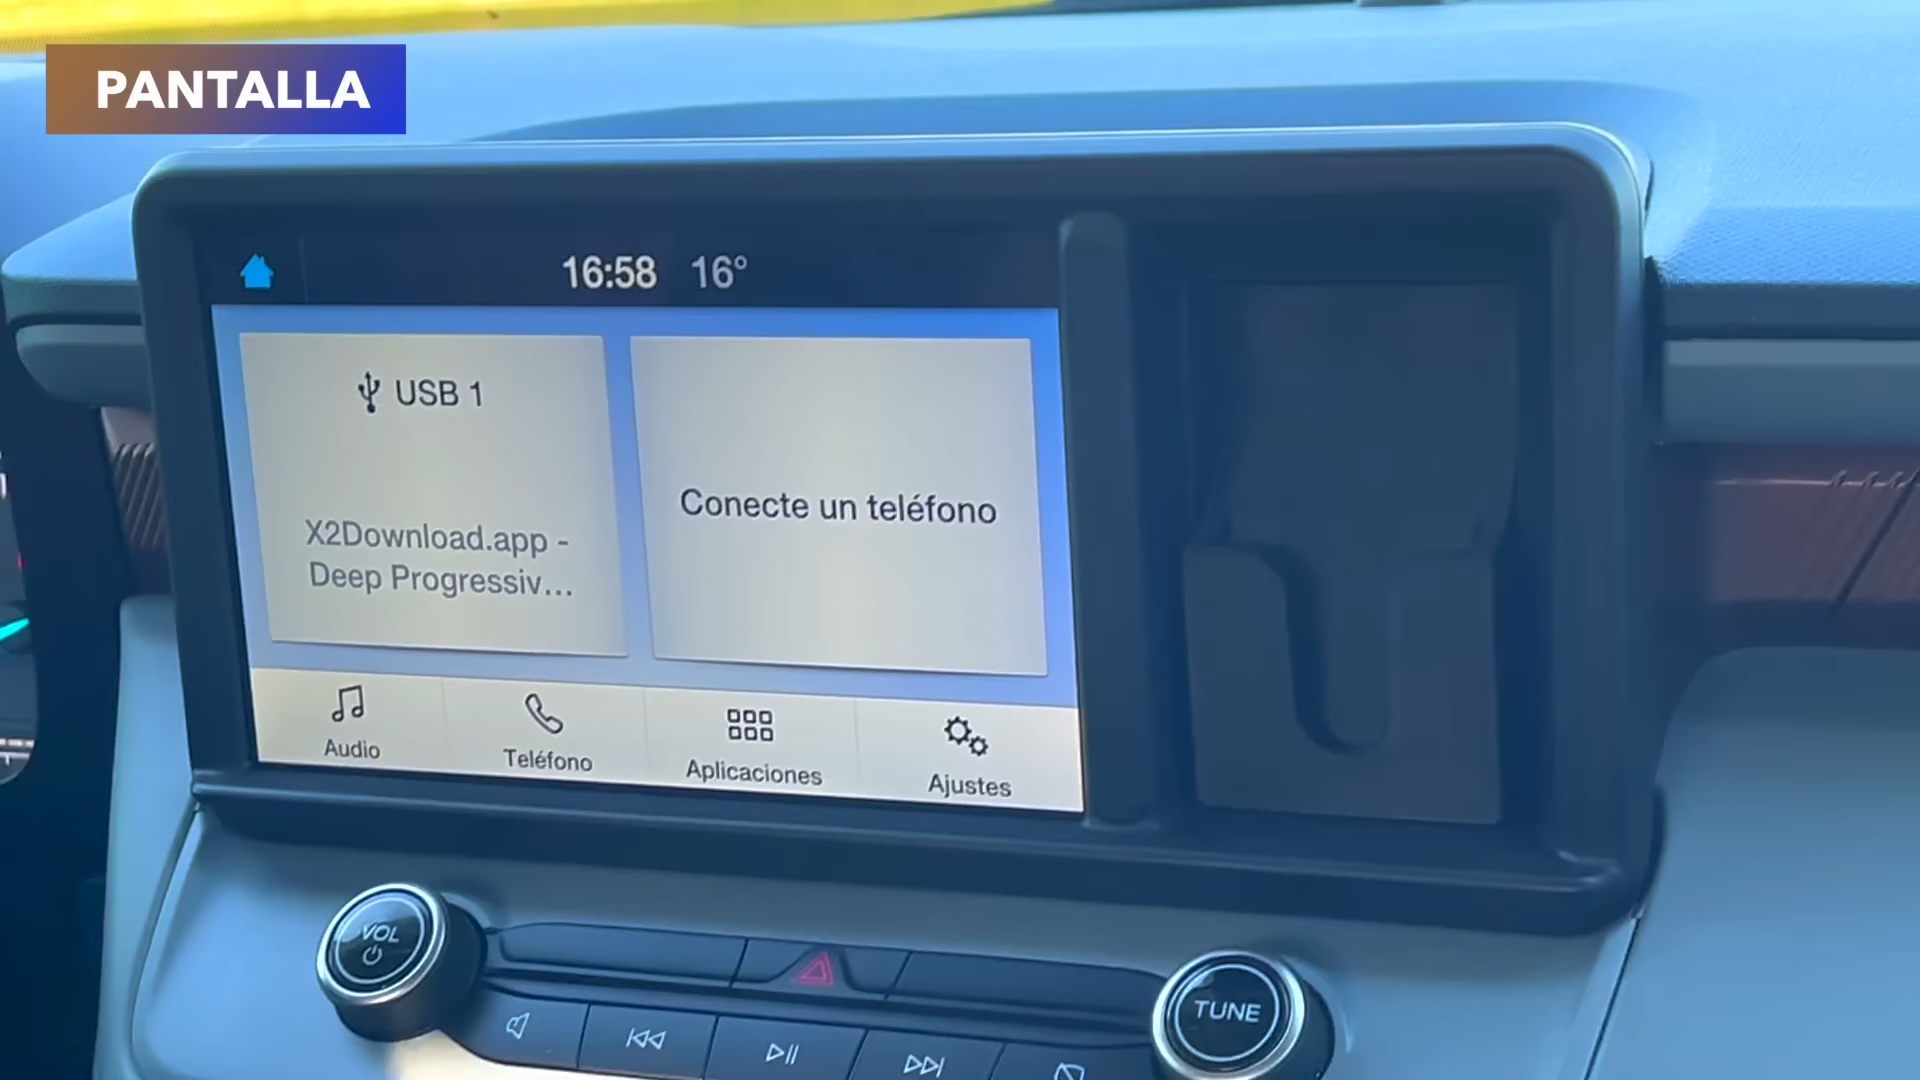 PANTALLA
16:58 16°
USB 1
X2Download.app -
Deep Progressiv...
Conecte un teléfono
Audio
Teléfono
Aplicaciones
Ajustes
VOL
TUNE